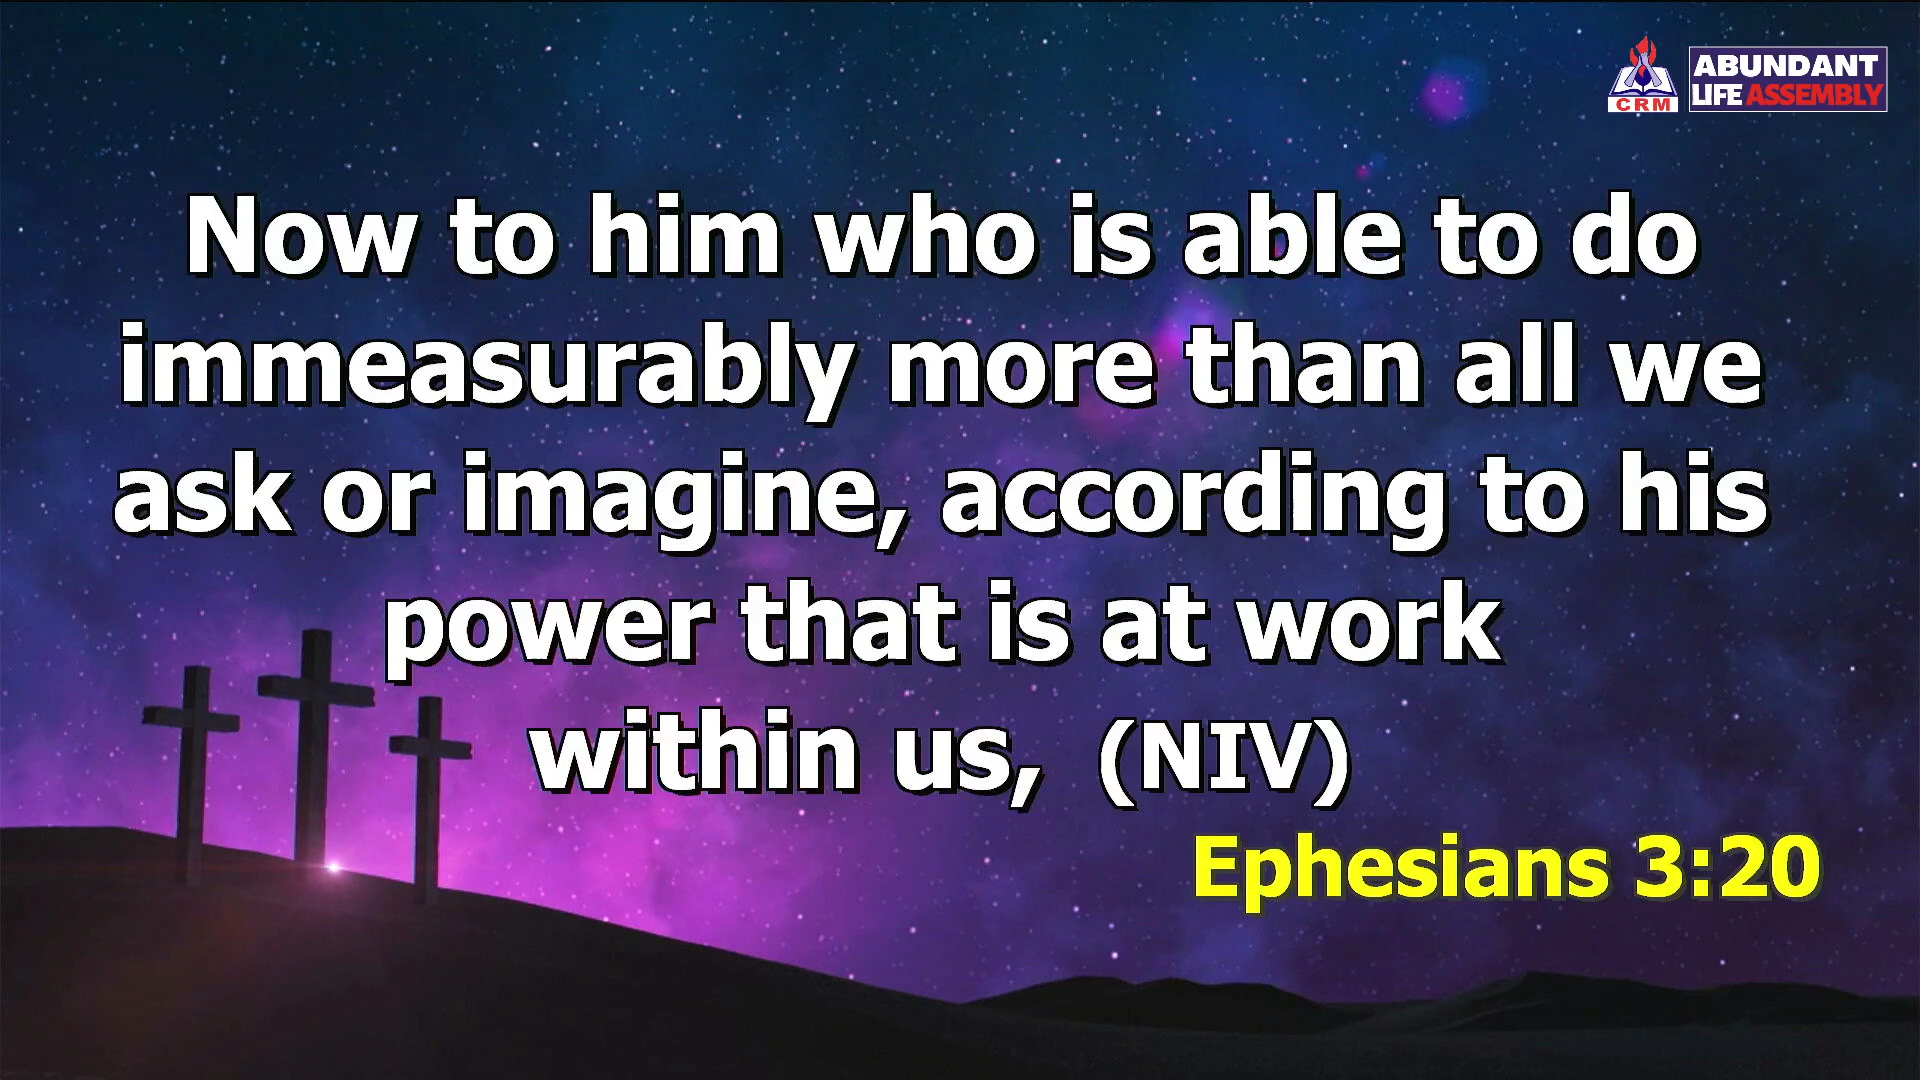 CRM
ABUNDANT
LIFE ASSEMBLY
Now to him who is able to do
immeasurably more than all we
ask or imagine, according to his
power that is at work
within us, (NIV)
Ephesians 3:20